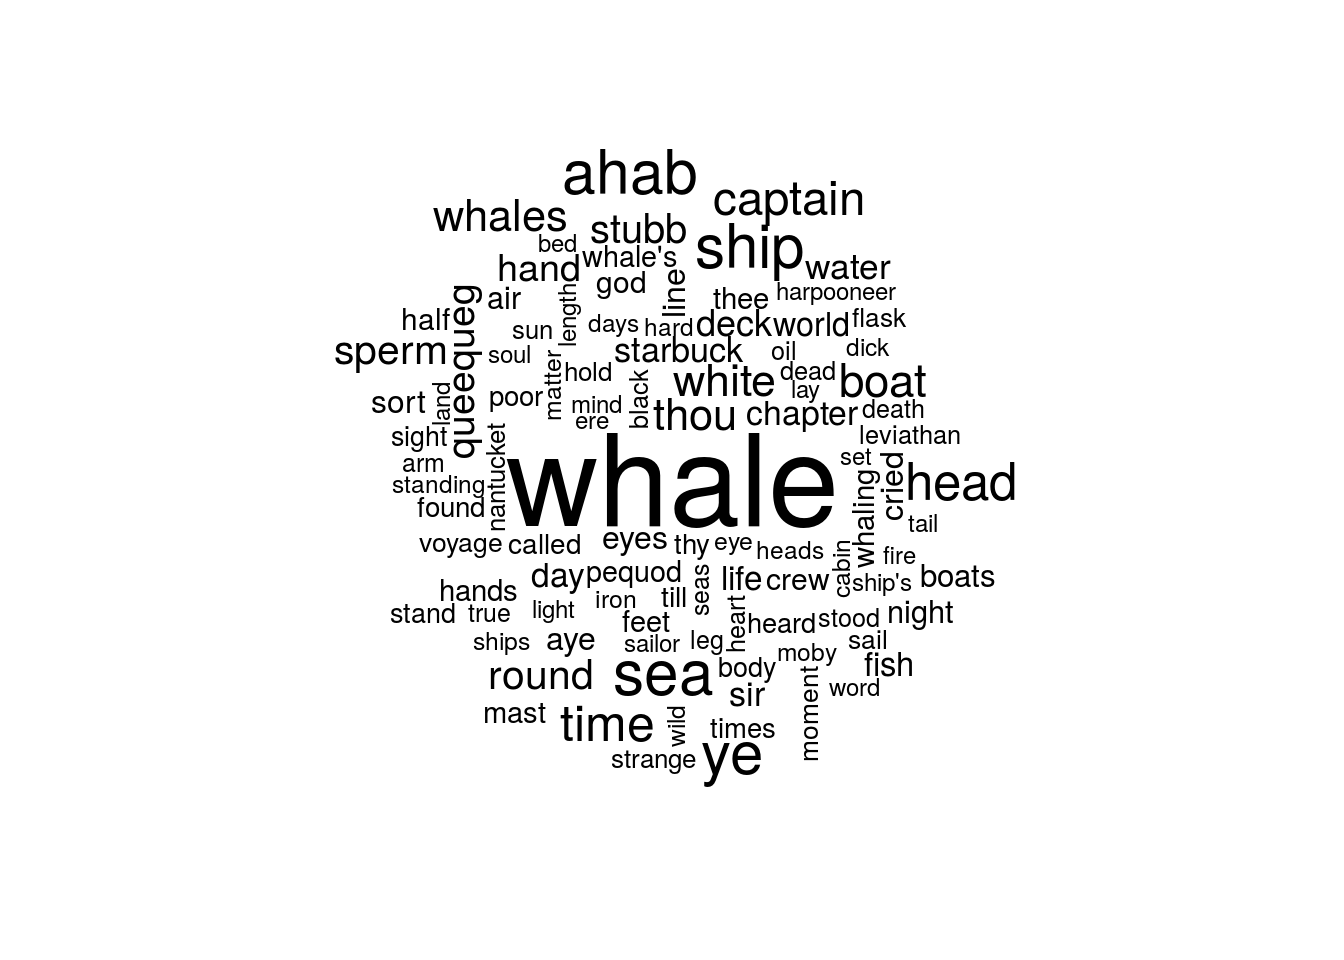 ahab
captain
whales
stubb
ship
bed
whale's
hand
water
god
line
air
thee
harpooneer
length
queequeg
half
sun
days
hard
deck
world
flask
sperm
soul
starbuck
oil
dick
matter
hold
white
dead
boat
land
sort
poor
mind
black
lay
ere
thou
chapter
death
sight
leviathan
arm
nantucket
whale
set
cried
head
standing
found
whaling
tail
voyage
called
eyes
thy
eye
heads
cabin
fire
day
pequod
seas
life
crew
ship's
boats
hands
iron
till
stand
true
light
feet
heart
heard
stood
night
ships
aye
sailor
leg
moby
sail
round
sea
body
fish
sir
moment
word
mast
time
wild
times
strange
ye